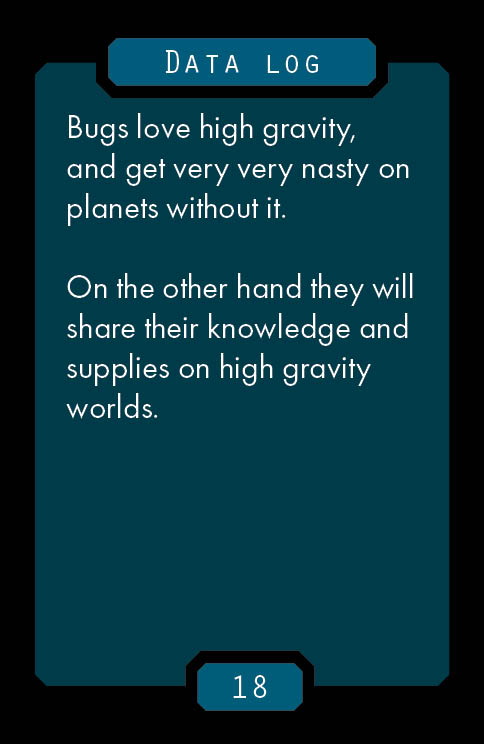 Data log
Bugs love high gravity,
and get very very nasty on
planets without it.
On the other hand they will
share their knowledge and
supplies on high gravity
worlds.
18